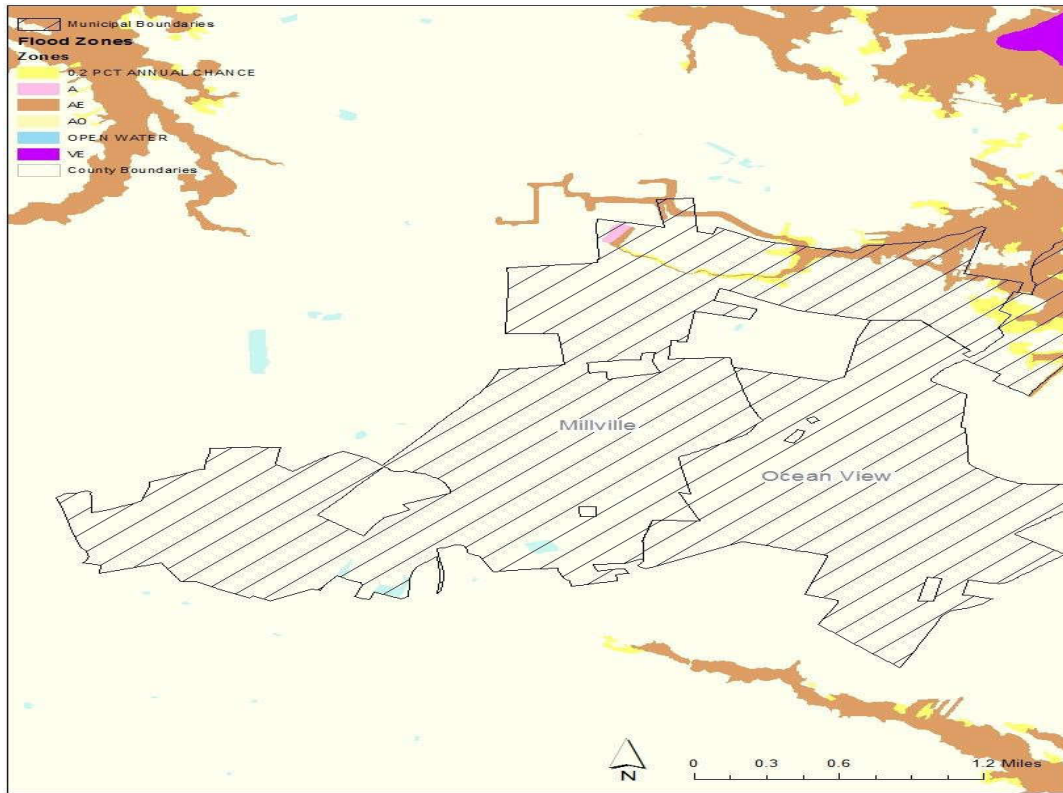 Municipal Boundaries
Flood Zones
Zones
0.2 PCT ANNUAL CHANCE
A
AE
AO
OPEN WATER
VE
County Boundaries
Millville
Ocean View
N
0 0.3 0.6 1.2 Miles